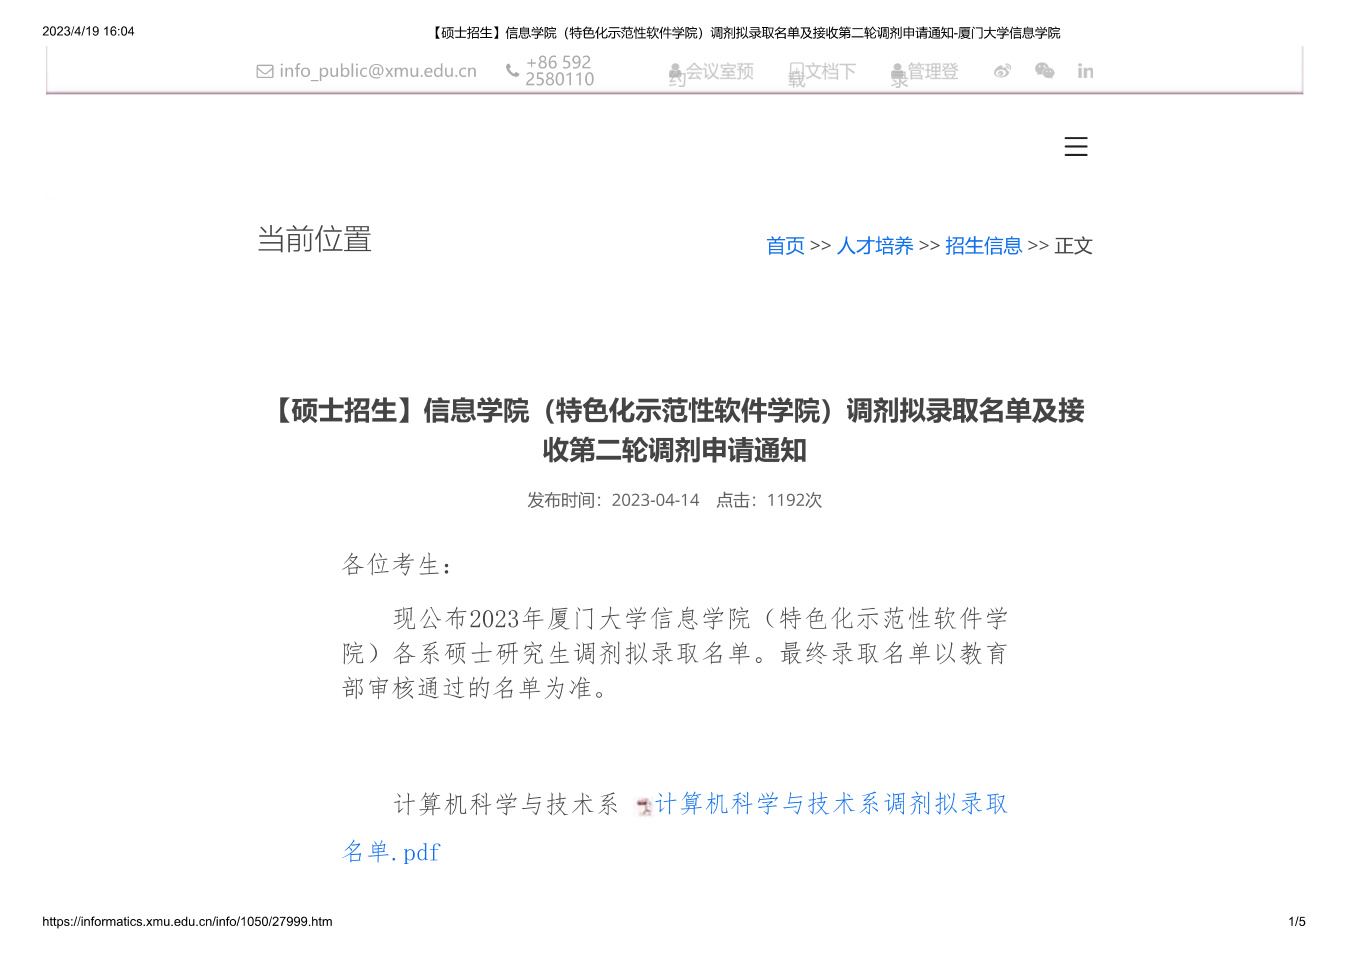 2023/4/19 16:04
【硕士招生】信息学院（特色化示范性软件学院）调剂拟录取名单及接收第二轮调剂申请通知-厦门大学信息学院
info_public@xmu.edu.cn
+86 592
2580110
会议室预
约
文档下
载
管理登
录
当前位置
首页 >> 人才培养 >> 招生信息 >> 正文
【硕士招生】信息学院（特色化示范性软件学院）调剂拟录取名单及接
收第二轮调剂申请通知
发布时间：2023-04-14 点击：1192次
各位考生：
现公布2023年厦门大学信息学院（特色化示范性软件学
院）各系硕士研究生调剂拟录取名单。最终录取名单以教育
部审核通过的名单为准。
计算机科学与技术系 计算机科学与技术系调剂拟录取
名单.pdf
https://informatics.xmu.edu.cn/info/1050/27999.htm
1/5